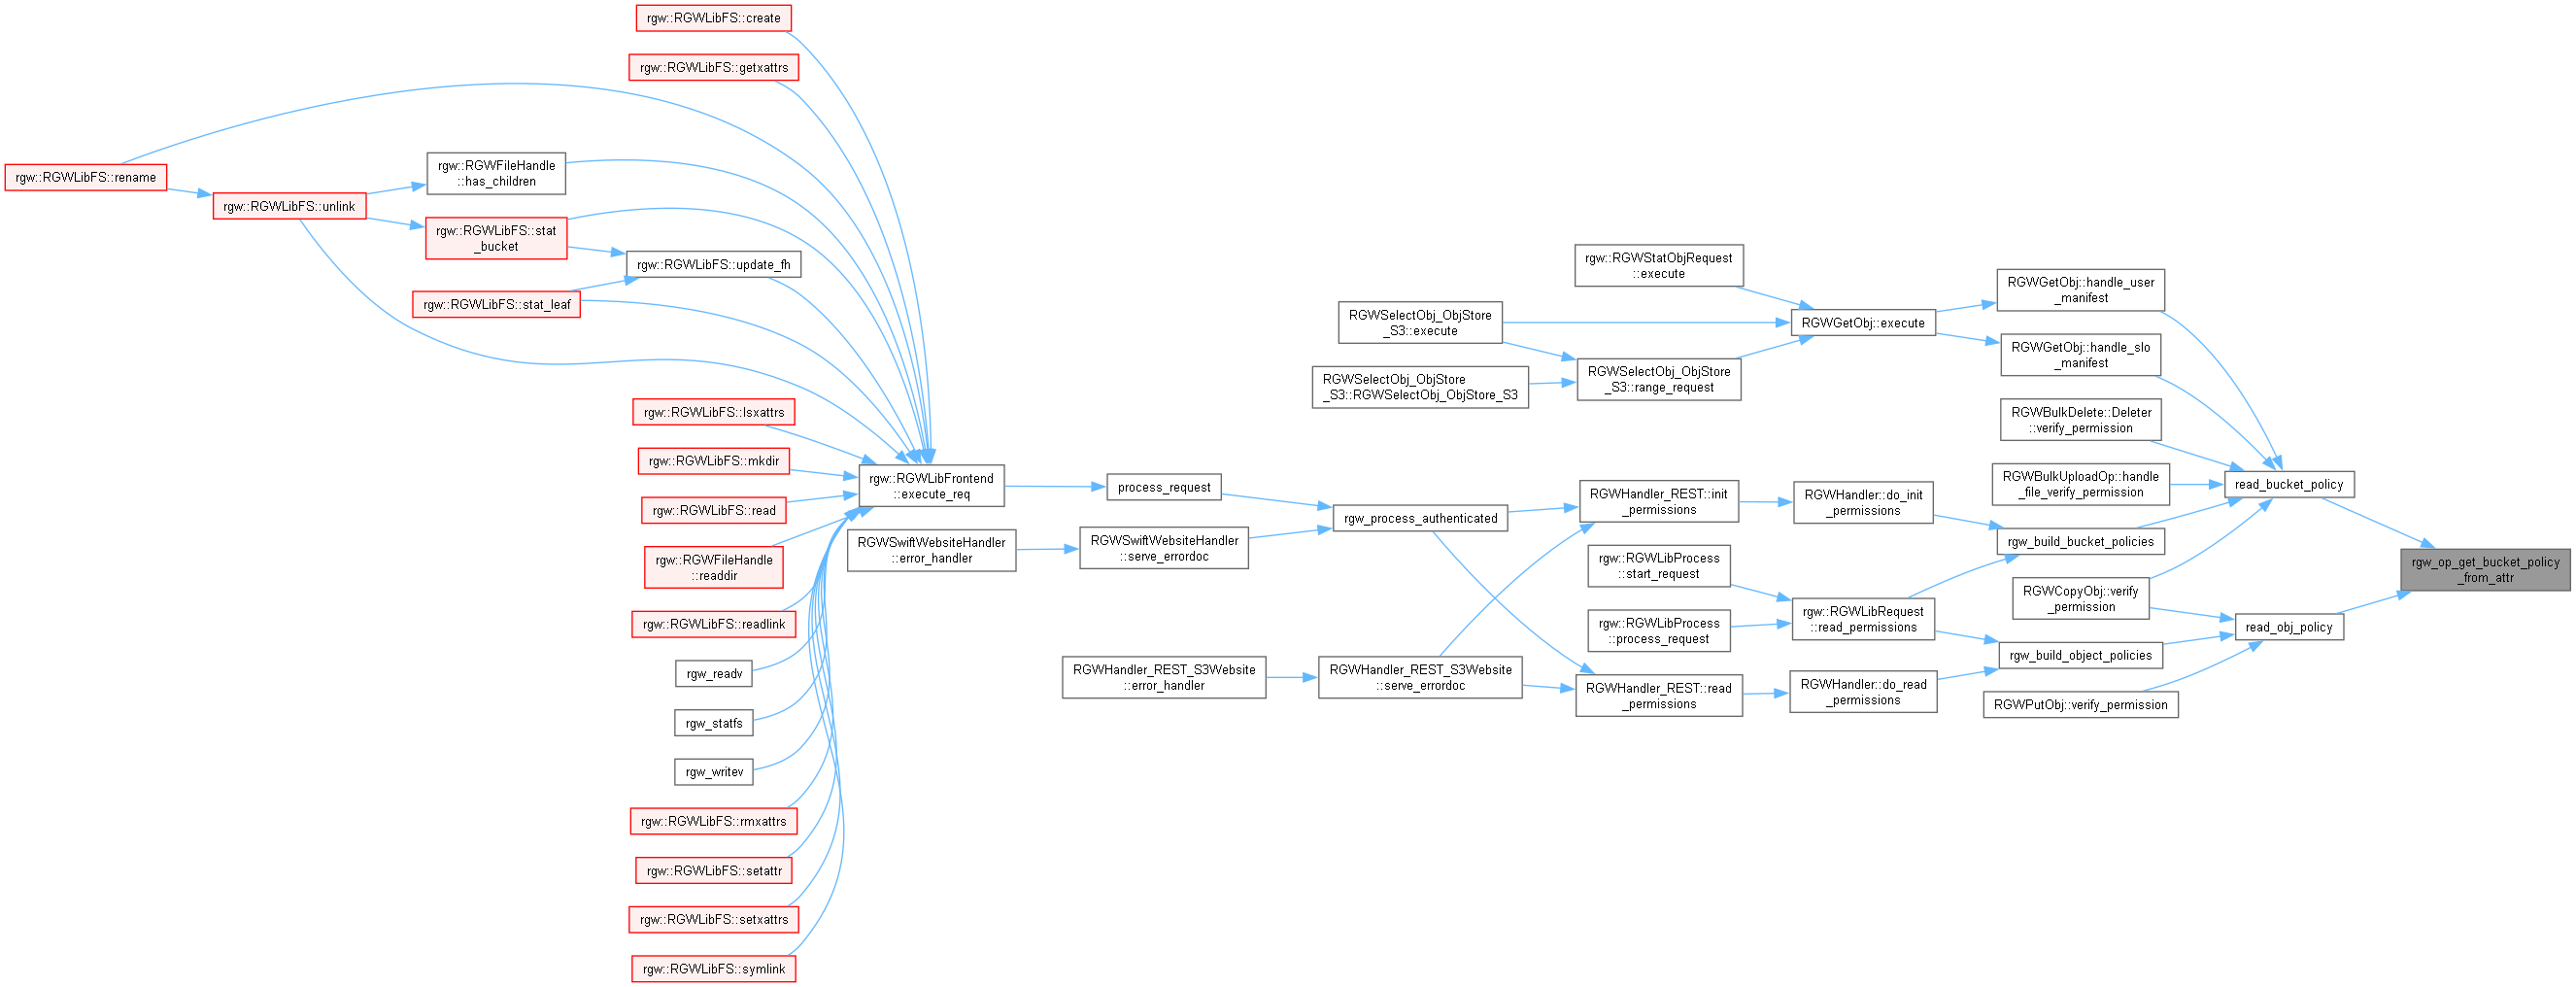 rgw::RGWLibFS::create
rgw::RGWLibFS::getxattrs
rgw::RGWLibFS::rename
rgw::RGWLibFS::unlink
rgw::RGWFileHandle
::has_children
rgw::RGWLibFS::stat
_bucket
rgw::RGWLibFS::update_fh
rgw::RGWLibFS::stat_leaf
rgw::RGWLibFS::lsxattrs
rgw::RGWLibFS::mkdir
rgw::RGWLibFS::read
rgw::RGWFileHandle
::readdir
rgw::RGWLibFS::readlink
rgw_readv
rgw_statfs
rgw_writev
rgw::RGWLibFS::rmxattrs
rgw::RGWLibFS::setattr
rgw::RGWLibFS::setxattrs
rgw::RGWLibFS::symlink
rgw::RGWLibFrontend
::execute_req
RGWSwiftWebsiteHandler
::error_handler
process_request
RGWSwiftWebsiteHandler
::serve_errordoc
RGWHandler_REST_S3Website
::error_handler
RGWSelectObj_ObjStore
_S3::execute
RGWSelectObj_ObjStore
_S3::RGWSelectObj_ObjStore_S3
rgw_process_authenticated
RGWHandler_REST_S3Website
::serve_errordoc
rgw::RGWStatObjRequest
::execute
RGWSelectObj_ObjStore
_S3::range_request
RGWHandler_REST::init
_permissions
rgw::RGWLibProcess
::start_request
rgw::RGWLibProcess
::process_request
RGWHandler_REST::read
_permissions
RGWGetObj::execute
RGWHandler::do_init
_permissions
rgw::RGWLibRequest
::read_permissions
RGWHandler::do_read
_permissions
RGWGetObj::handle_user
_manifest
RGWGetObj::handle_slo
_manifest
RGWBulkDelete::Deleter
::verify_permission
RGWBulkUploadOp::handle
_file_verify_permission
rgw_build_bucket_policies
RGWCopyObj::verify
_permission
rgw_build_object_policies
RGWPutObj::verify_permission
read_bucket_policy
read_obj_policy
rgw_op_get_bucket_policy
_from_attr